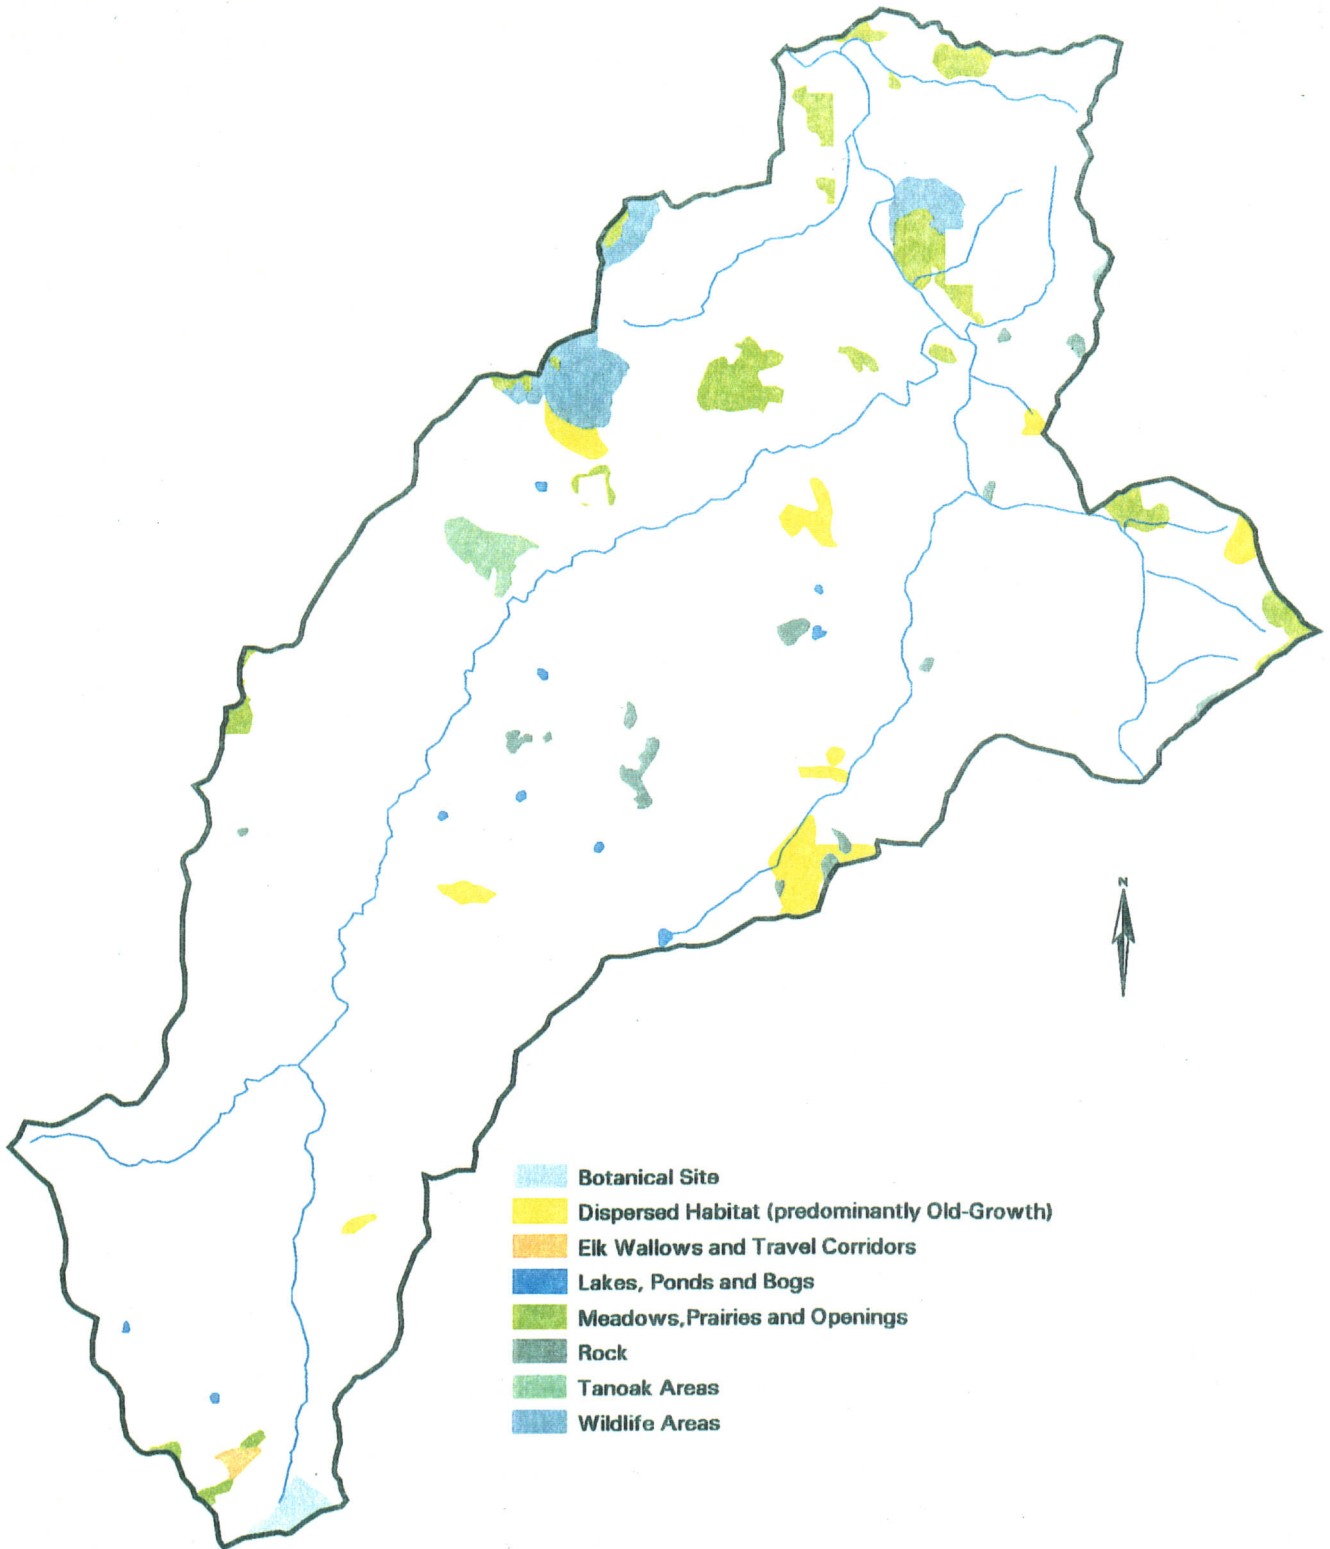 N
Botanical Site
Dispersed Habitat (predominantly Old-Growth)
Elk Wallows and Travel Corridors
Lakes, Ponds and Bogs
Meadows,Prairies and Openings
Rock
Tanoak Areas
Wildlife Areas